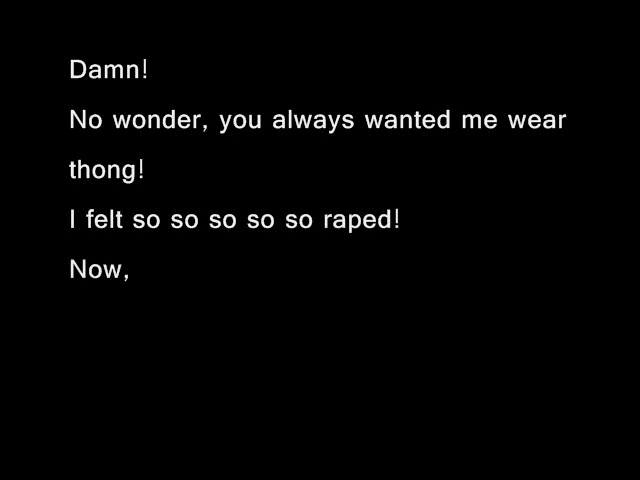 Damn!
No wonder, you always wanted me wear
thong!
I felt so so so so so raped!
Now,